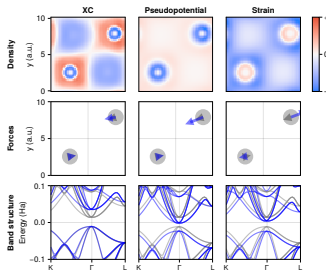 XC Pseudopotential Strain
Density
y (a.u.)
10
5
0
Forces
y (a.u.)
10
5
0
Band structure
Energy (Ha)
0.1
0.0
-0.1
K Γ L K Γ L K Γ L